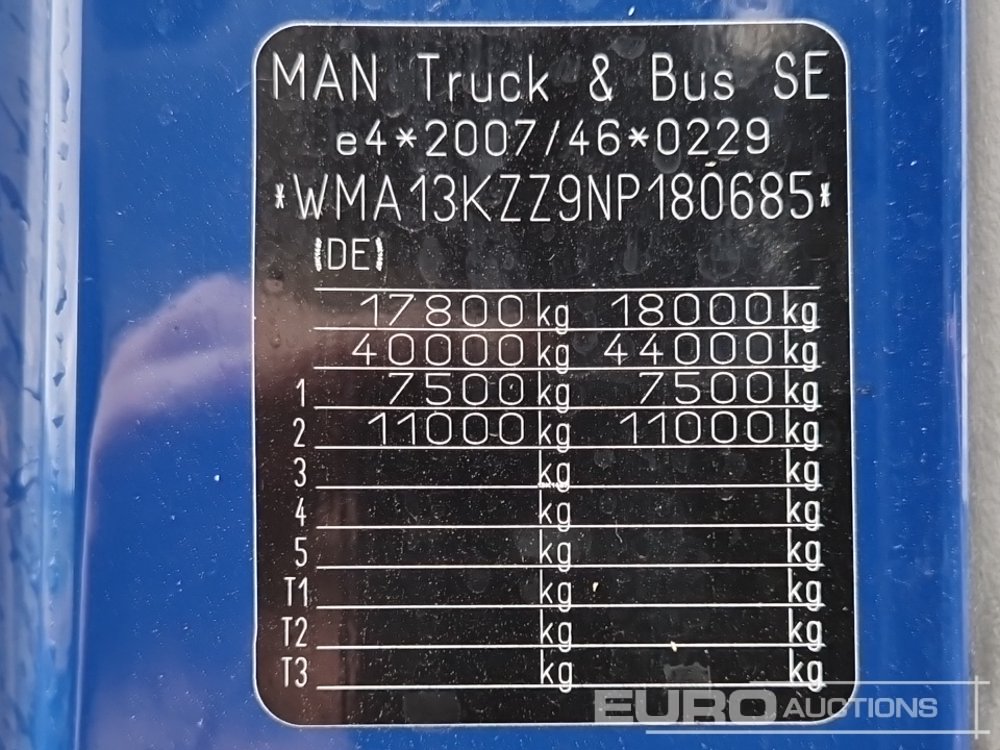 MAN Truck & Bus SE
e4*2007/46*0229
*WMA13KZZ9NP180685*
(DE)
17800 kg 18000 kg
40000 kg 44000 kg
1 7500 kg 7500 kg
2 11000 kg 11000 kg
3 kg kg
4 kg kg
5 kg kg
T1 kg kg
T2 kg kg
T3 kg kg
EURO AUCTIONS